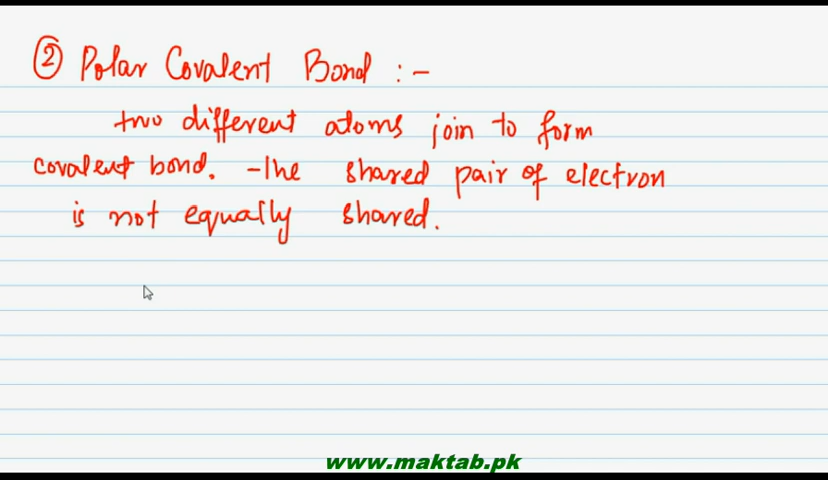 ② Polar Covalent Bond :-
two different atoms join to form
covalent bond. The shared pair of electron
is not equally shared.
www.maktab.pk